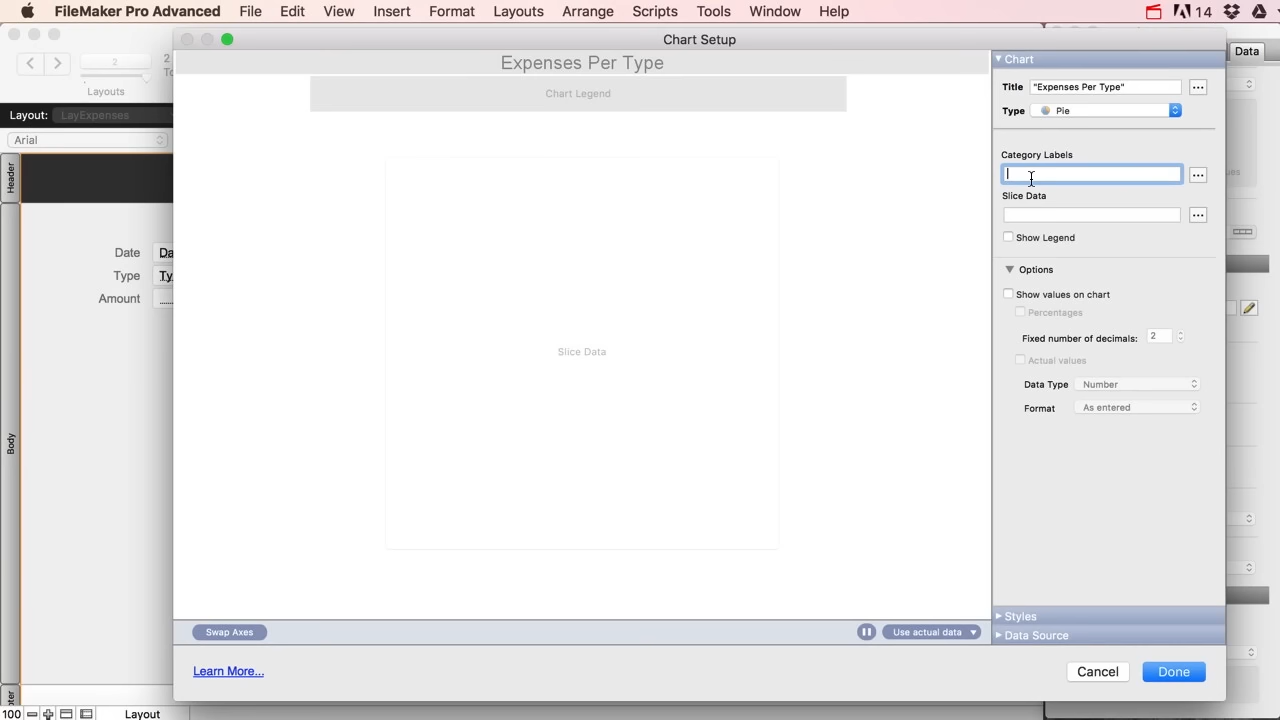 FileMaker Pro Advanced File Edit View Insert Format Layouts Arrange Scripts Tools Window Help 14
Chart Setup
2
Layouts
Layout: LayExpenses
Arial
Header
Body
Date
Type
Amount
100
Layout
Expenses Per Type
Chart Legend
Slice Data
Swap Axes
Use actual data
Learn More...
Chart
Title "Expenses Per Type"
Type Pie
Category Labels
Slice Data
Show Legend
Options
Show values on chart
Percentages
Fixed number of decimals: 2
Actual values
Data Type Number
Format As entered
Styles
Data Source
Cancel Done
Data